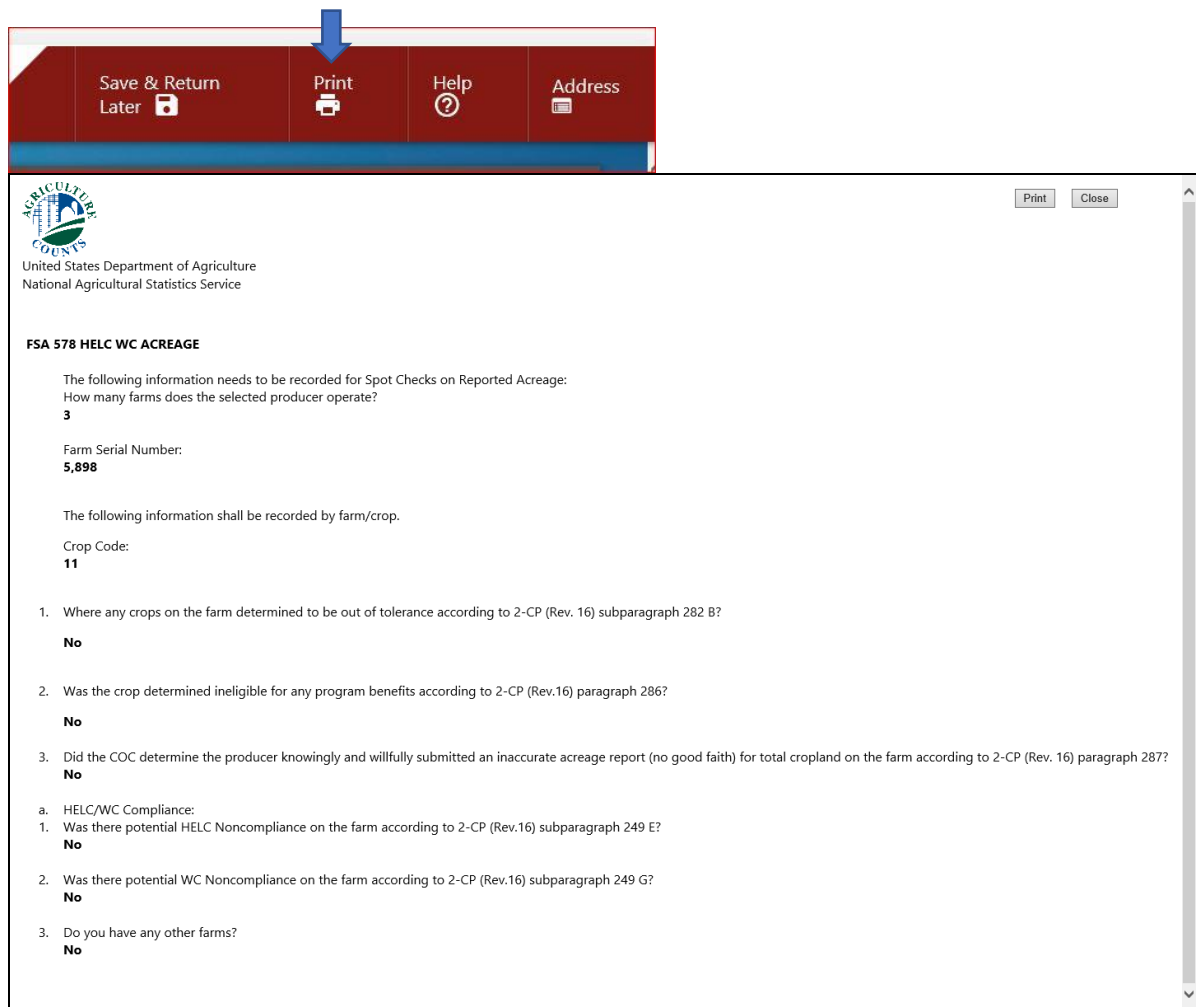 Save & Return
Later
Print
Help
Address
AGRICULTURE
COUNTS
Print
Close
United States Department of Agriculture
National Agricultural Statistics Service
FSA 578 HELC WC ACREAGE
The following information needs to be recorded for Spot Checks on Reported Acreage:
How many farms does the selected producer operate?
3
Farm Serial Number:
5,898
The following information shall be recorded by farm/crop.
Crop Code:
11
1. Where any crops on the farm determined to be out of tolerance according to 2-CP (Rev. 16) subparagraph 282 B?
No
2. Was the crop determined ineligible for any program benefits according to 2-CP (Rev.16) paragraph 286?
No
3. Did the COC determine the producer knowingly and willfully submitted an inaccurate acreage report (no good faith) for total cropland on the farm according to 2-CP (Rev. 16) paragraph 287?
No
a. HELC/WC Compliance:
1. Was there potential HELC Noncompliance on the farm according to 2-CP (Rev.16) subparagraph 249 E?
No
2. Was there potential WC Noncompliance on the farm according to 2-CP (Rev.16) subparagraph 249 G?
No
3. Do you have any other farms?
No